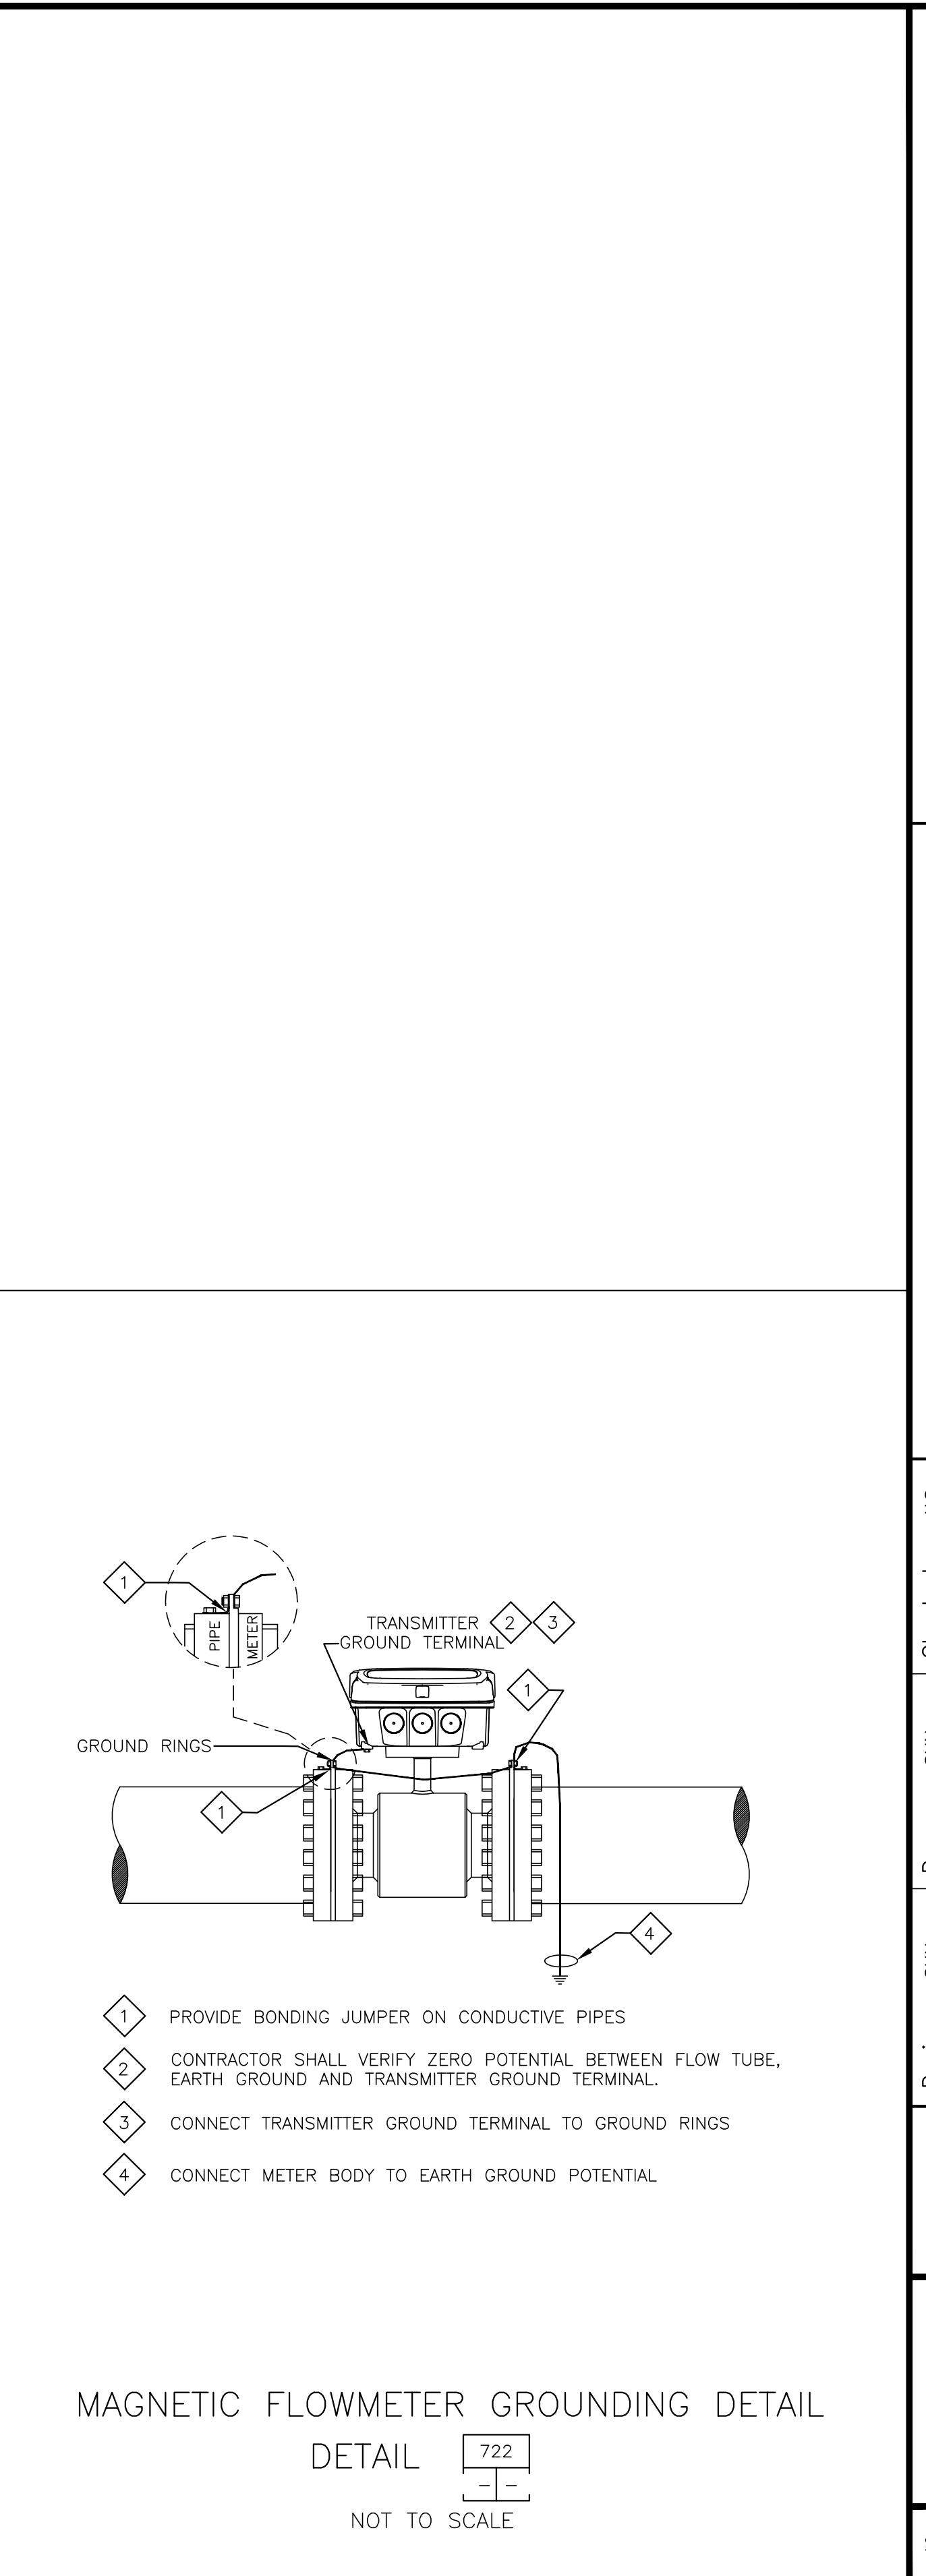 1
PIPE
METER
TRANSMITTER
GROUND TERMINAL
2
3
1
GROUND RINGS
1
4
1 PROVIDE BONDING JUMPER ON CONDUCTIVE PIPES
2 CONTRACTOR SHALL VERIFY ZERO POTENTIAL BETWEEN FLOW TUBE,
EARTH GROUND AND TRANSMITTER GROUND TERMINAL.
3 CONNECT TRANSMITTER GROUND TERMINAL TO GROUND RINGS
4 CONNECT METER BODY TO EARTH GROUND POTENTIAL
MAGNETIC FLOWMETER GROUNDING DETAIL
DETAIL 722
– –
NOT TO SCALE